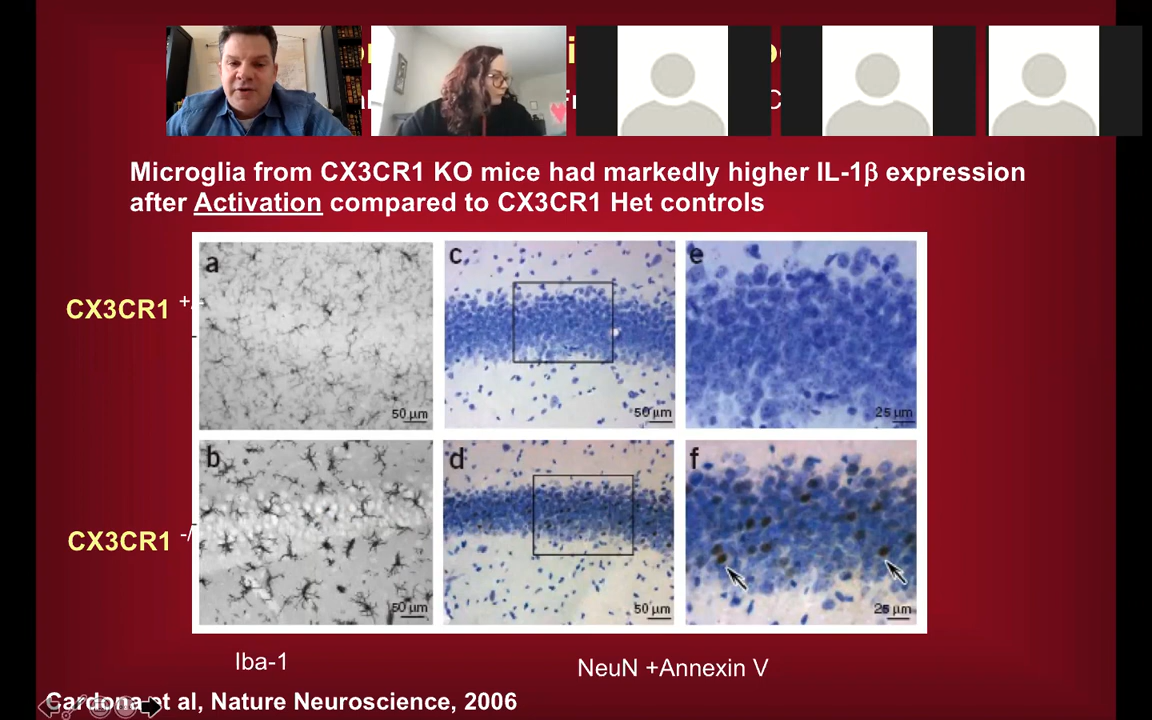 Microglia from CX3CR1 KO mice had markedly higher IL-1β expression
after Activation compared to CX3CR1 Het controls
a
c
e
CX3CR1 +/-
50 µm
50 µm
25 µm
b
d
f
CX3CR1 -/-
50 µm
50 µm
25 µm
Iba-1
NeuN +Annexin V
Cardona et al, Nature Neuroscience, 2006